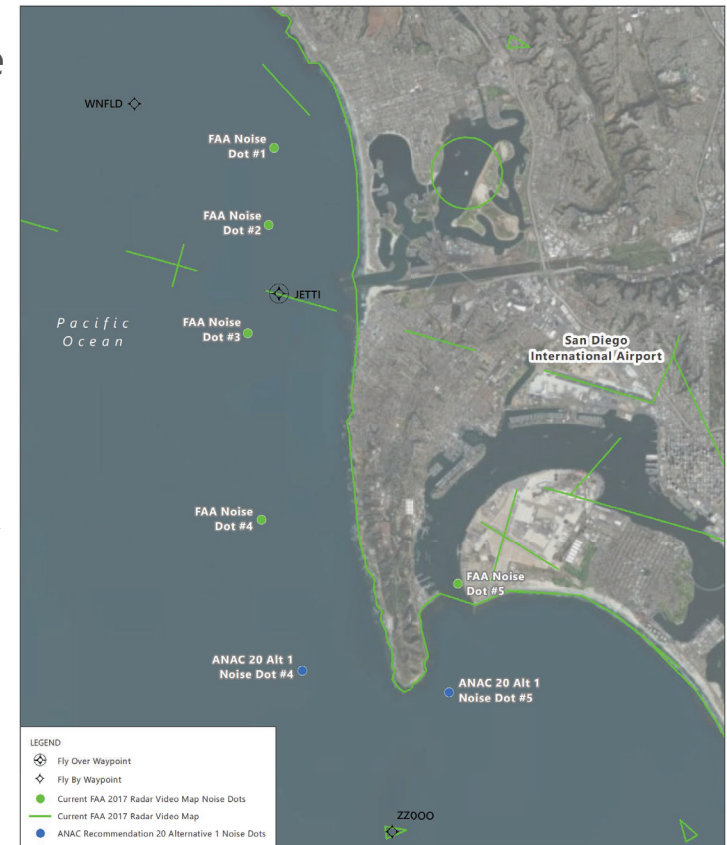 e
WNFLD
FAA Noise
Dot #1
FAA Noise
Dot #2
JETTI
Pacific
Ocean
FAA Noise
Dot #3
San Diego
International Airport
FAA Noise
Dot #4
FAA Noise
Dot #5
ANAC 20 Alt 1
Noise Dot #4
ANAC 20 Alt 1
Noise Dot #5
ZZOOO
LEGEND
Fly Over Waypoint
Fly By Waypoint
Current FAA 2017 Radar Video Map Noise Dots
Current FAA 2017 Radar Video Map
ANAC Recommendation 20 Alternative 1 Noise Dots